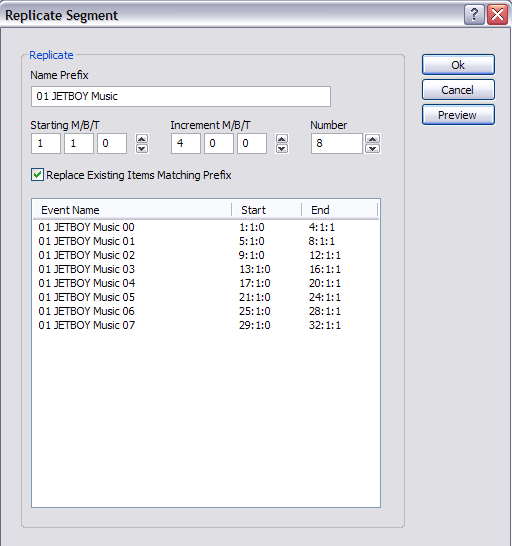 Replicate Segment
?
Replicate
Name Prefix
01 JETBOY Music
Starting M/B/T Increment M/B/T Number
1 1 0 4 0 0 8
Replace Existing Items Matching Prefix
Event Name Start End
01 JETBOY Music 00 1:1:0 4:1:1
01 JETBOY Music 01 5:1:0 8:1:1
01 JETBOY Music 02 9:1:0 12:1:1
01 JETBOY Music 03 13:1:0 16:1:1
01 JETBOY Music 04 17:1:0 20:1:1
01 JETBOY Music 05 21:1:0 24:1:1
01 JETBOY Music 06 25:1:0 28:1:1
01 JETBOY Music 07 29:1:0 32:1:1
Ok
Cancel
Preview